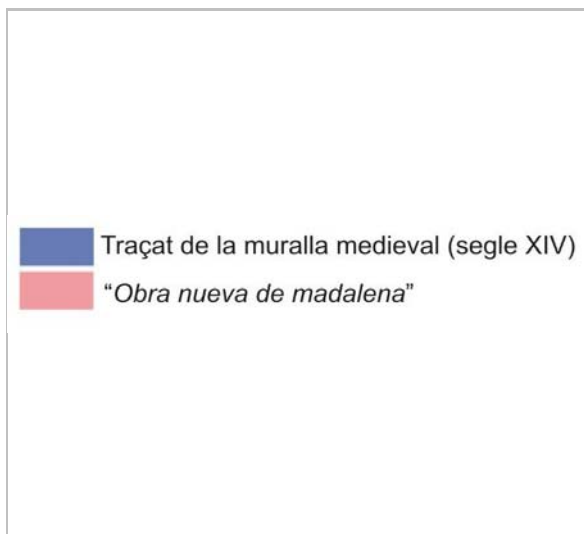 Traçat de la muralla medieval (segle XIV)
“Obra nueva de madalena”